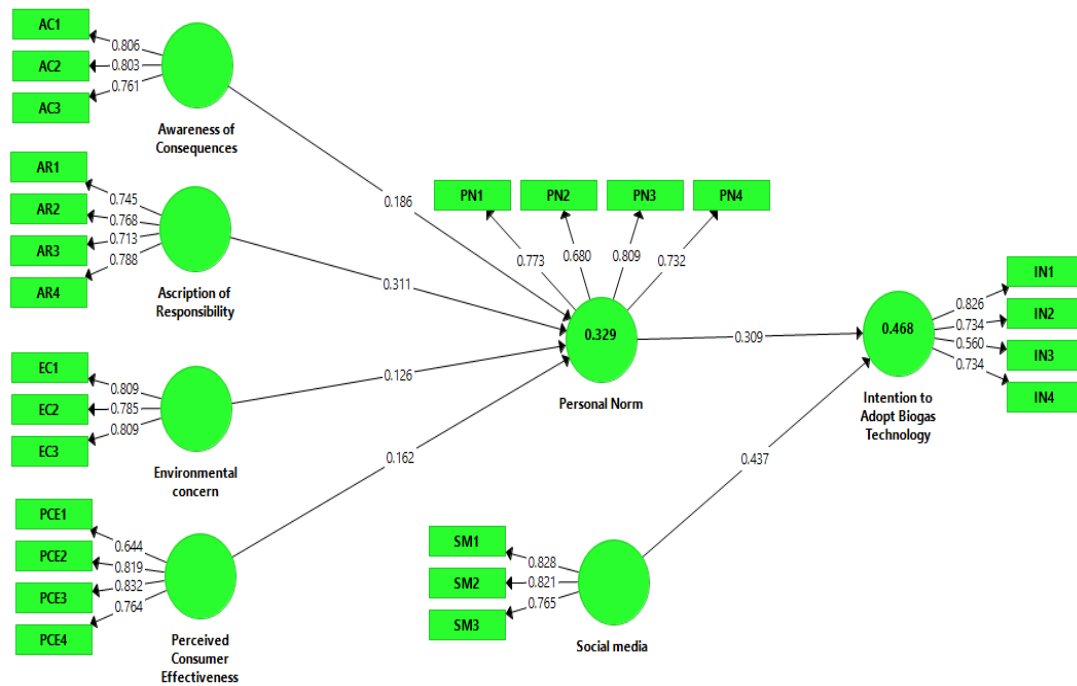 AC1
0.806
AC2
0.803
AC3
0.761
Awareness of
Consequences
0.186
AR1
0.745
AR2
0.768
AR3
0.713
AR4
0.788
Ascription of
Responsibility
0.311
EC1
0.809
EC2
0.785
EC3
0.809
Environmental
concern
0.126
PCE1
0.644
PCE2
0.819
PCE3
0.832
PCE4
0.764
Perceived
Consumer
Effectiveness
0.162
PN1
PN2
PN3
PN4
0.773
0.680
0.809
0.732
0.329
Personal Norm
0.309
SM1
0.828
SM2
0.821
SM3
0.765
Social media
0.437
0.468
Intention to
Adopt Biogas
Technology
IN1
0.826
IN2
0.734
IN3
0.560
IN4
0.734